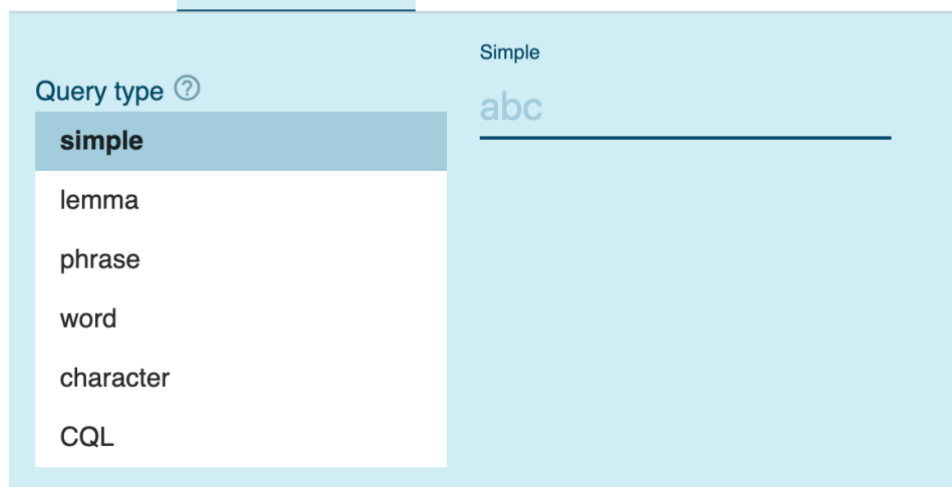 Query type ?
simple
lemma
phrase
word
character
CQL
Simple
abc